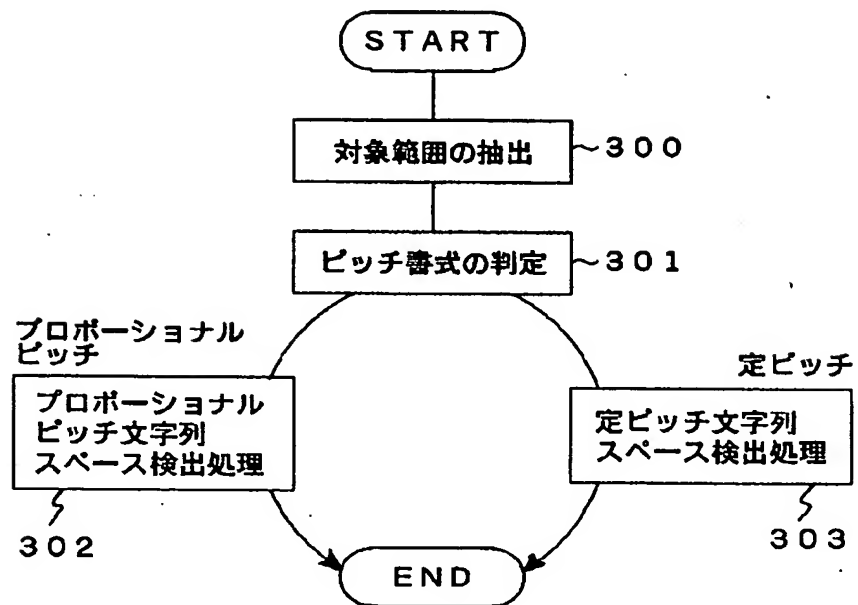 START
対象範囲の抽出
~300
ピッチ書式の判定
~301
プロポーショナル
ピッチ
プロポーショナル
ピッチ文字列
スペース検出処理
302
定ピッチ
定ピッチ文字列
スペース検出処理
303
END